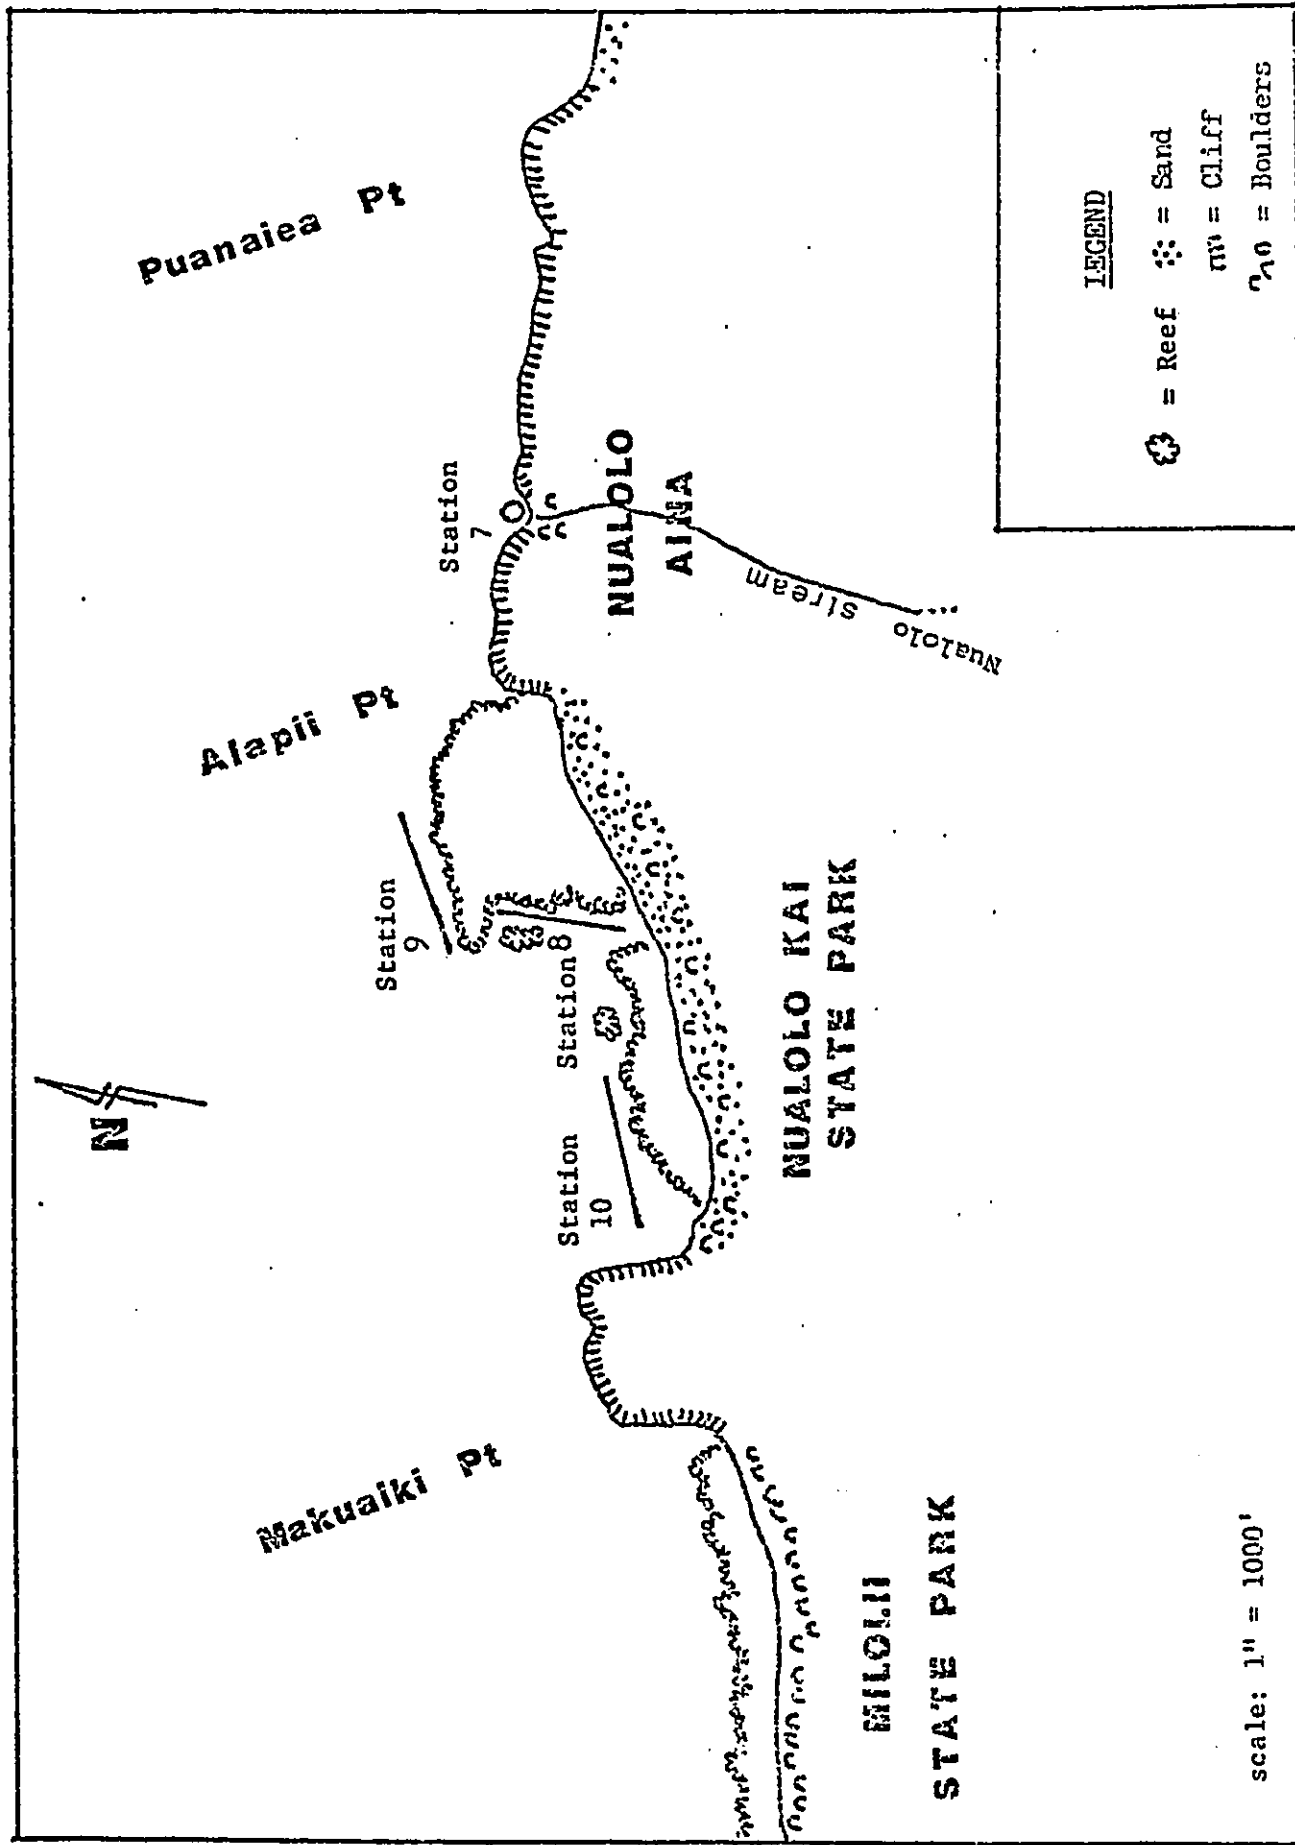 Makuaiki Pt
Alapii Pt
Puanaiea Pt
N
Station
9
Station
7
Station
10
Station 8
NUALOLO
AINA
Nualolo stream
NUALOLO KAI
STATE PARK
MILOLII
STATE PARK
LEGEND
= Reef
= Sand
= Cliff
= Boulders
scale: 1" = 1000'